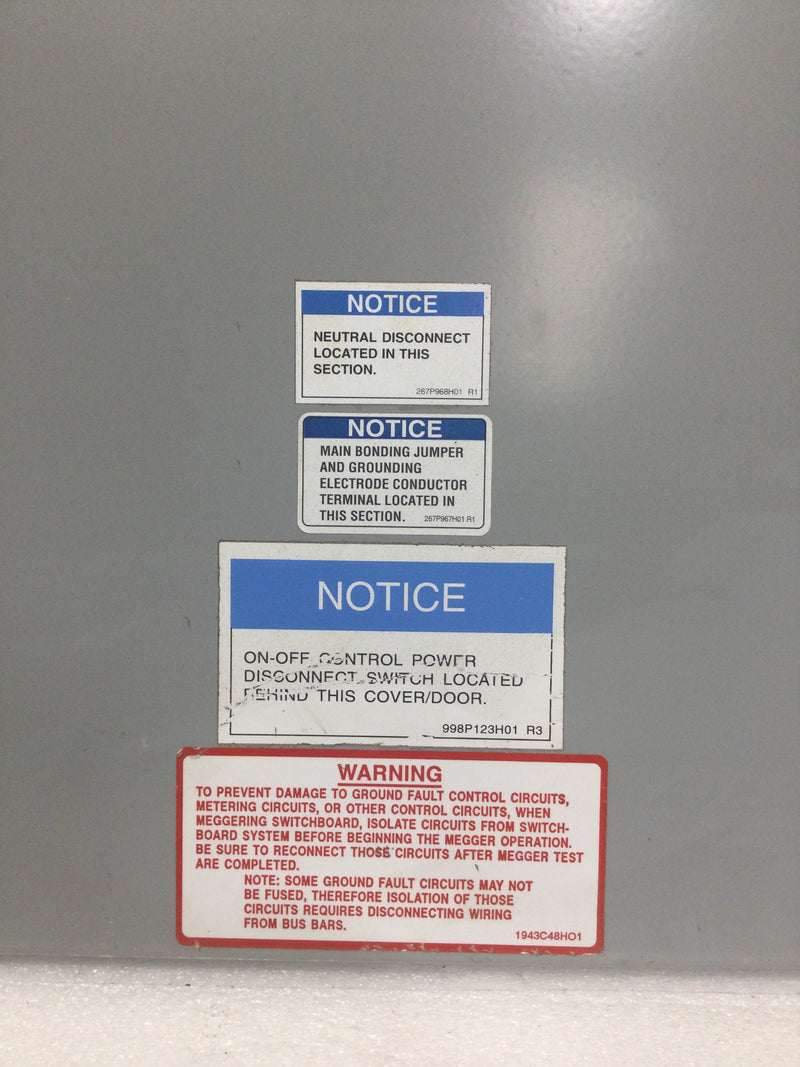 NOTICE
NEUTRAL DISCONNECT
LOCATED IN THIS
SECTION.
267P968H01 R1
NOTICE
MAIN BONDING JUMPER
AND GROUNDING
ELECTRODE CONDUCTOR
TERMINAL LOCATED IN
THIS SECTION. 267P967H01 R1
NOTICE
ON-OFF CONTROL POWER
DISCONNECT SWITCH LOCATED
BEHIND THIS COVER/DOOR.
998P123H01 R3
WARNING
TO PREVENT DAMAGE TO GROUND FAULT CONTROL CIRCUITS,
METERING CIRCUITS, OR OTHER CONTROL CIRCUITS, WHEN
MEGGERING SWITCHBOARD, ISOLATE CIRCUITS FROM SWITCH-
BOARD SYSTEM BEFORE BEGINNING THE MEGGER OPERATION.
BE SURE TO RECONNECT THOSE CIRCUITS AFTER MEGGER TEST
ARE COMPLETED.
NOTE: SOME GROUND FAULT CIRCUITS MAY NOT
BE FUSED, THEREFORE ISOLATION OF THOSE
CIRCUITS REQUIRES DISCONNECTING WIRING
FROM BUS BARS.
1943C48HO1